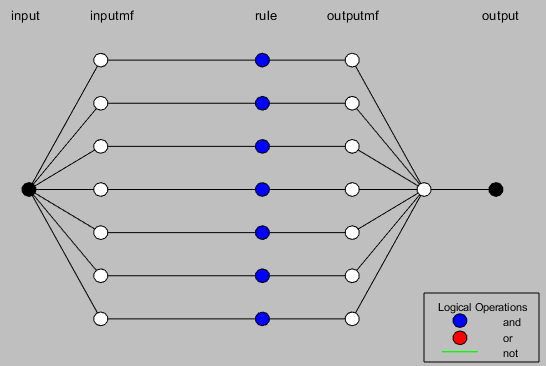 input inputmf rule outputmf output
Logical Operations
and
or
not